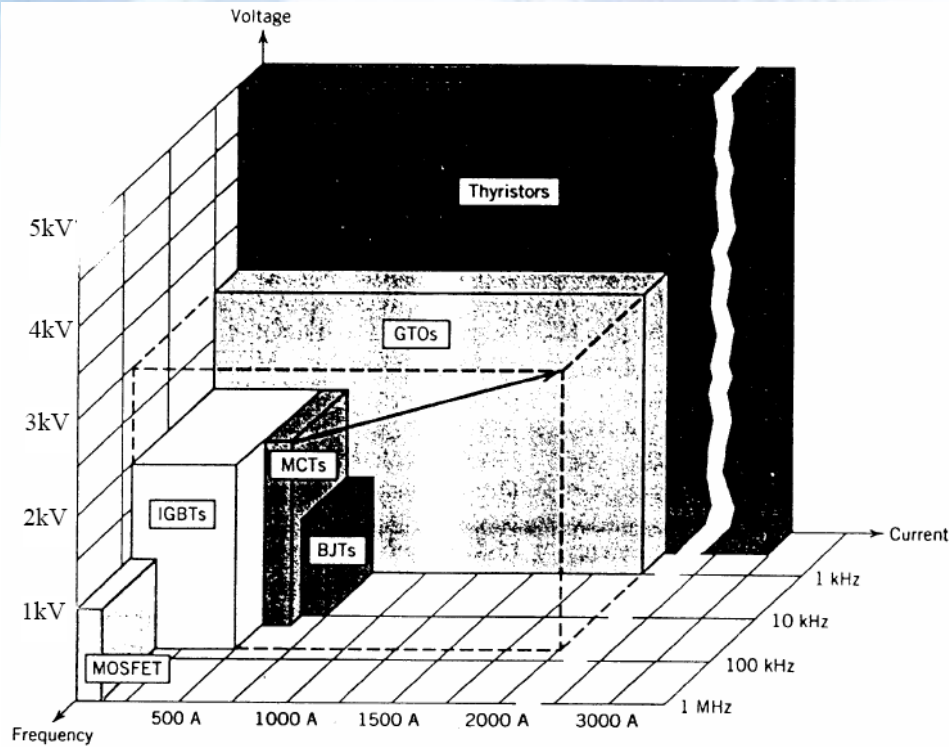 Voltage
Thyristors
5kV
4kV
GTOs
3kV
MCTs
IGBTs
2kV
Current
BJTs
1 kHz
1kV
10 kHz
100 kHz
MOSFET
1 MHz
500 A
1000 A
1500 A
2000 A
3000 A
Frequency